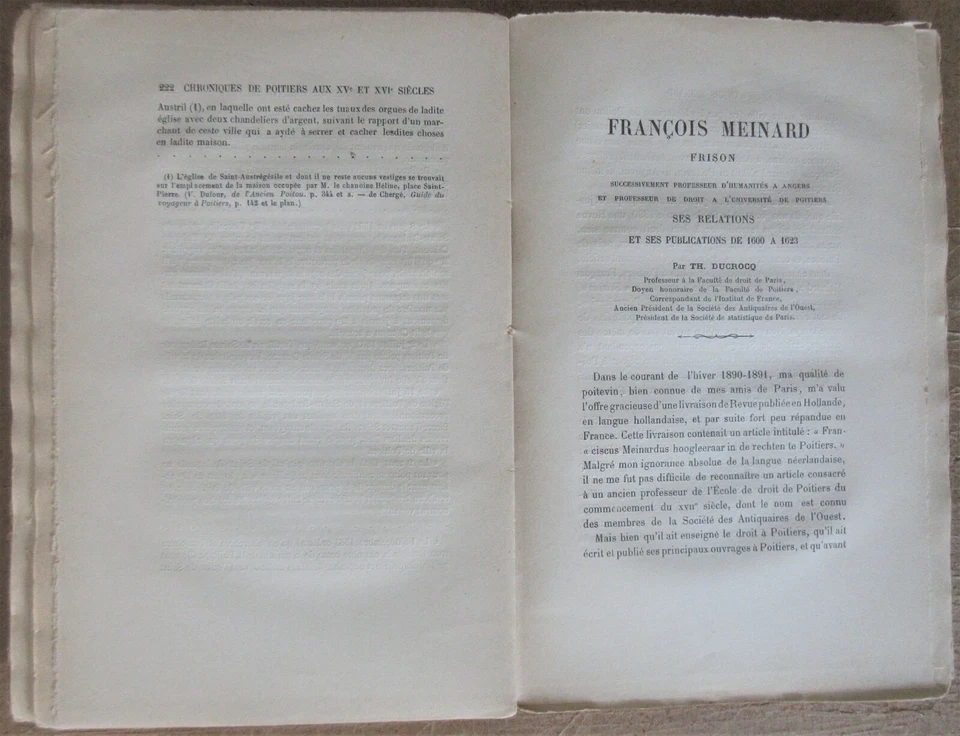 222 CHRONIQUES DE POITIERS AUX XVe ET XVIe SIÈCLES
Austril (1), en laquelle ont esté cachez les tuaux des orgues de ladite
église avec deux chandeliers d'argent, suivant le rapport d'un mar-
chant de ceste ville qui a aydé à serrer et cacher lesdites choses
en ladite maison.
. . . . . . . . . . . . . . . . . . .
(1) L'église de Saint-Austrégésile et dont il ne reste aucuns vestiges se trouvait
sur l'emplacement de la maison occupée par M. le chanoine Héline, place Saint-
Pierre. (V. Dufour, de l'Ancien Poitou. p. 344 et s. — de Chergé, Guide du
voyageur à Poitiers, p. 142 et le plan.)
FRANÇOIS MEINARD
FRISON
SUCCESSIVEMENT PROFESSEUR D'HUMANITÉS A ANGERS
ET PROFESSEUR DE DROIT A L'UNIVERSITÉ DE POITIERS
SES RELATIONS
ET SES PUBLICATIONS DE 1600 A 1623
Par TH. DUCROCQ
Professeur à la Faculté de droit de Paris,
Doyen honoraire de la Faculté de Poitiers,
Correspondant de l'Institut de France,
Ancien Président de la Société des Antiquaires de l'Ouest,
Président de la Société de statistique de Paris.
Dans le courant de l'hiver 1890-1891, ma qualité de
poitevin, bien connue de mes amis de Paris, m'a valu
l'offre gracieuse d'une livraison de Revue publiée en Hollande,
en langue hollandaise, et par suite fort peu répandue en
France. Cette livraison contenait un article intitulé : « Fran-
« ciscus Meinardus hoogleeraar in de rechten te Poitiers. »
Malgré mon ignorance absolue de la langue néerlandaise,
il ne me fut pas difficile de reconnaître un article consacré
à un ancien professeur de l'École de droit de Poitiers du
commencement du XVIIe siècle, dont le nom est connu
des membres de la Société des Antiquaires de l'Ouest.
Mais bien qu'il ait enseigné le droit à Poitiers, qu'il ait
écrit et publié ses principaux ouvrages à Poitiers, et qu'avant